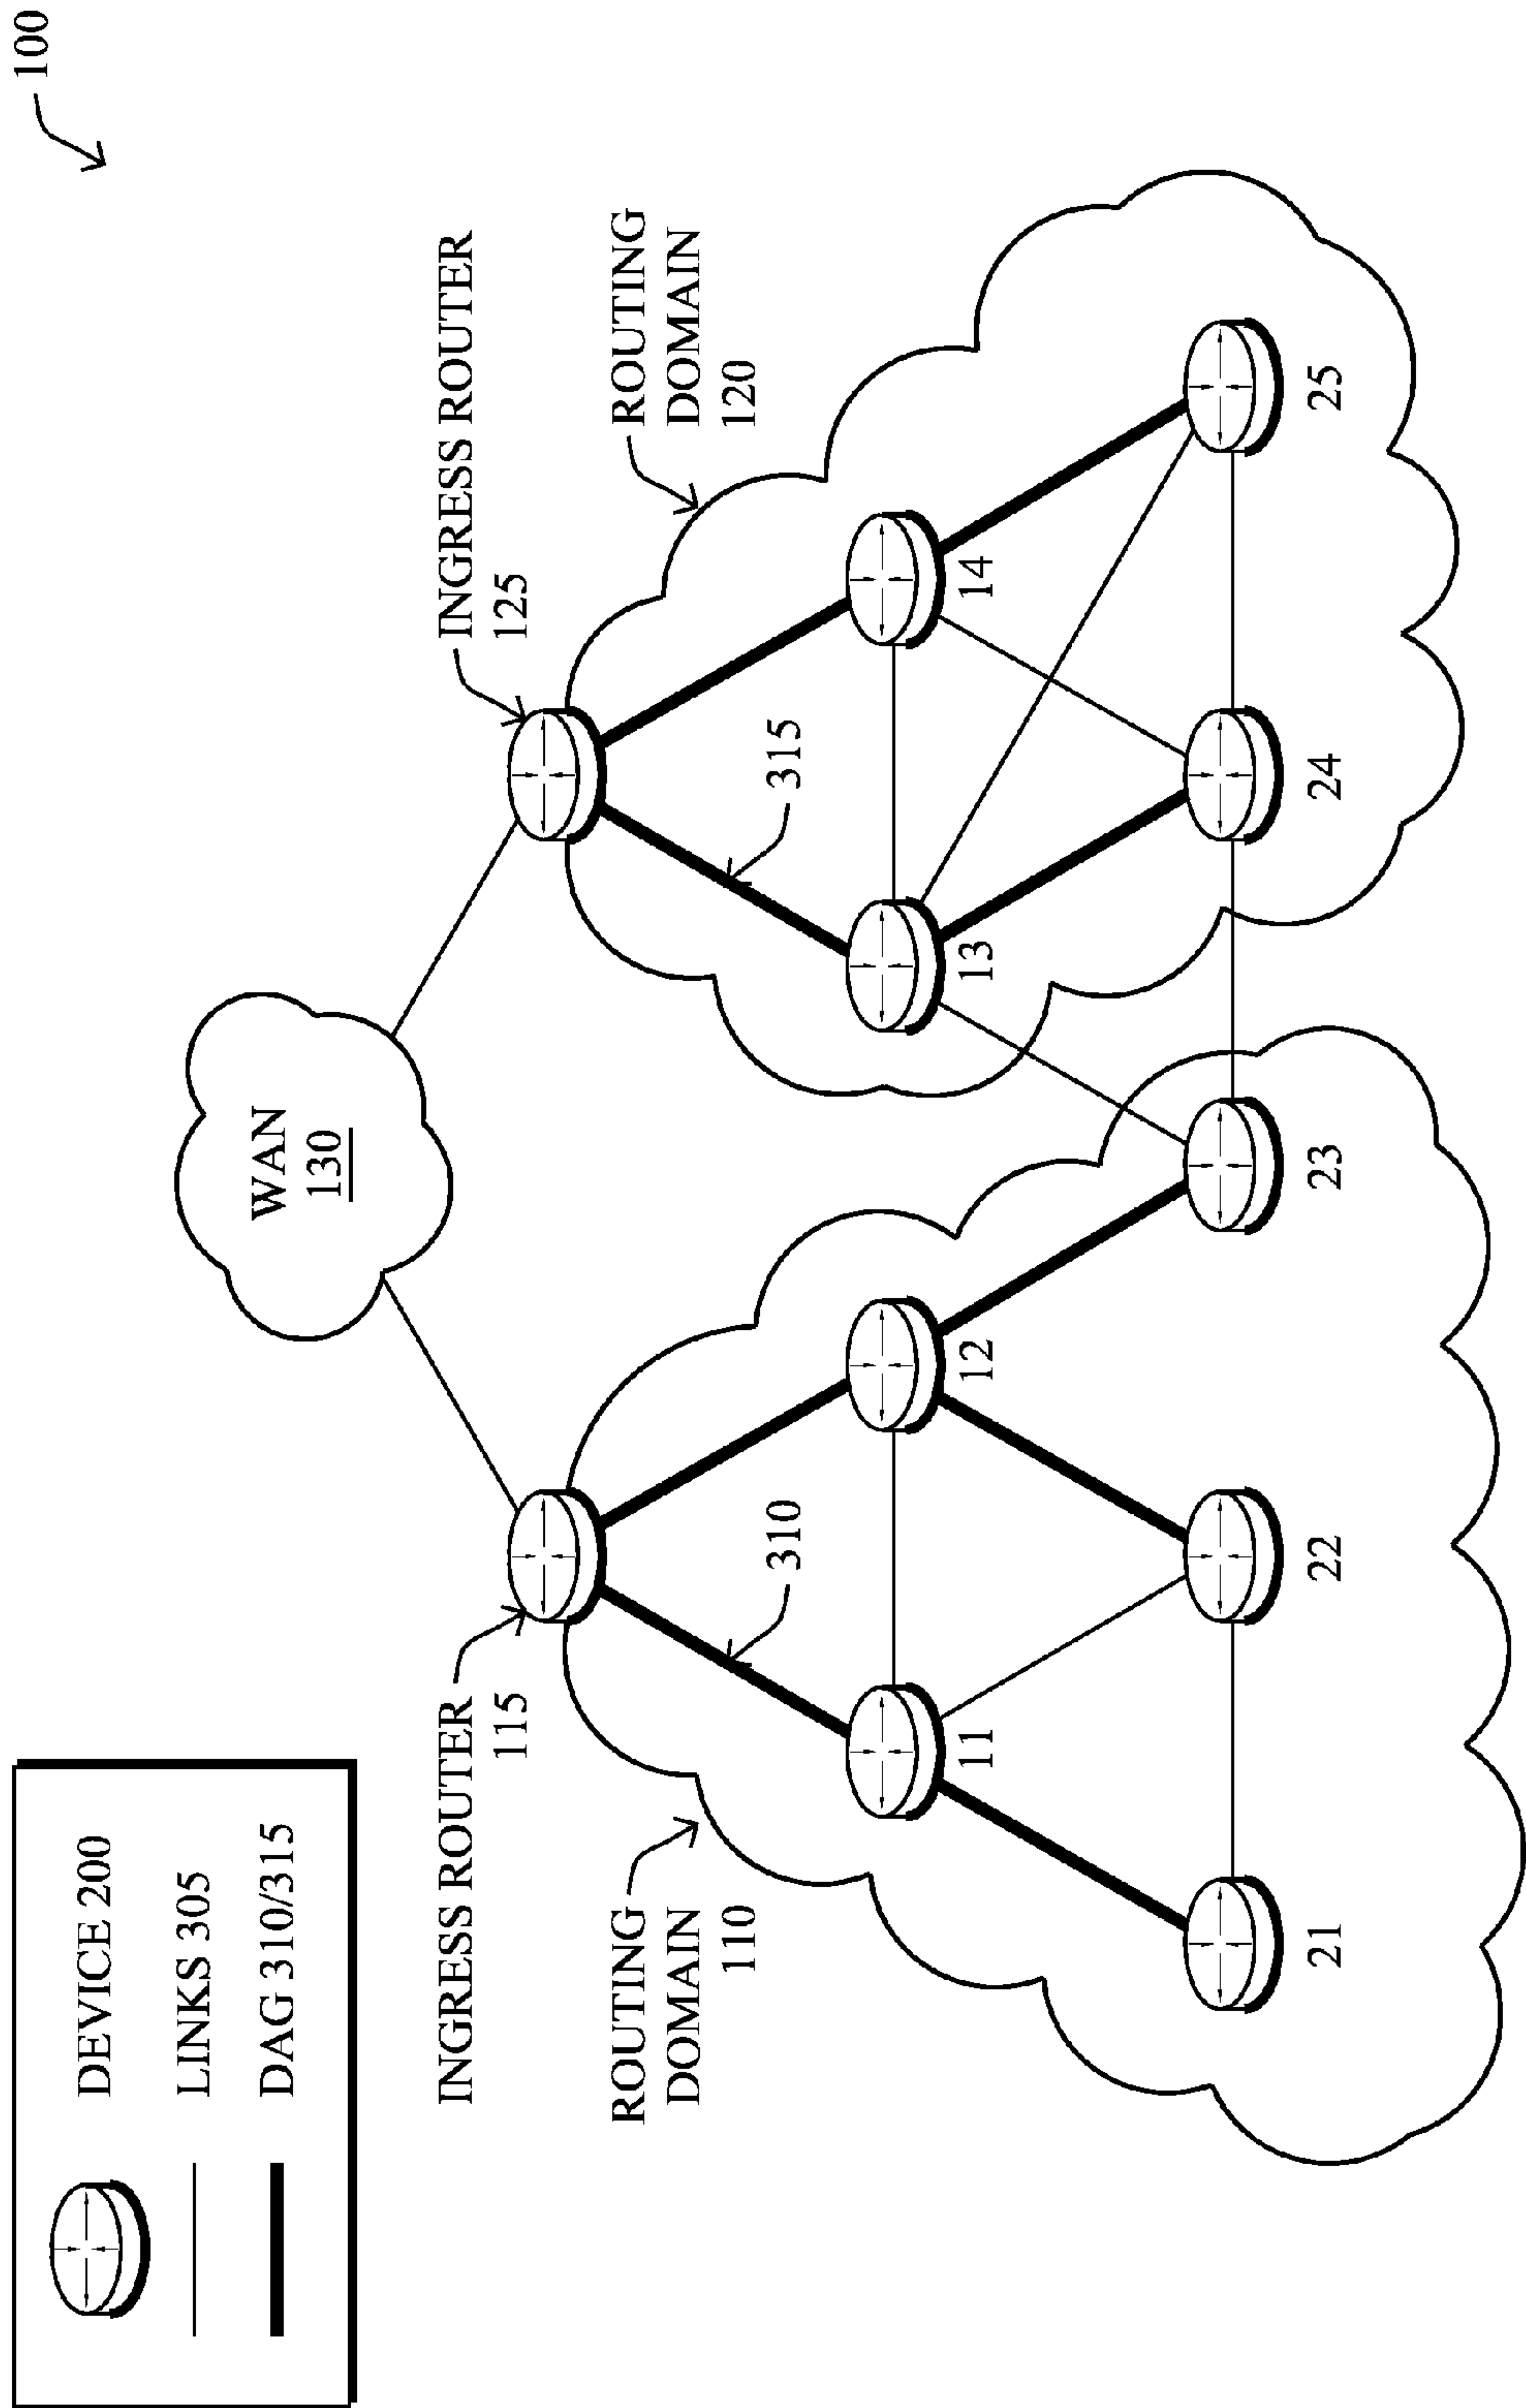 100
DEVICE 200
LINKS 305
DAG 310/315
WAN
130
INGRESS ROUTER
115
INGRESS ROUTER
125
ROUTING
DOMAIN
110
ROUTING
DOMAIN
120
310
315
11
12
13
14
21
22
23
24
25